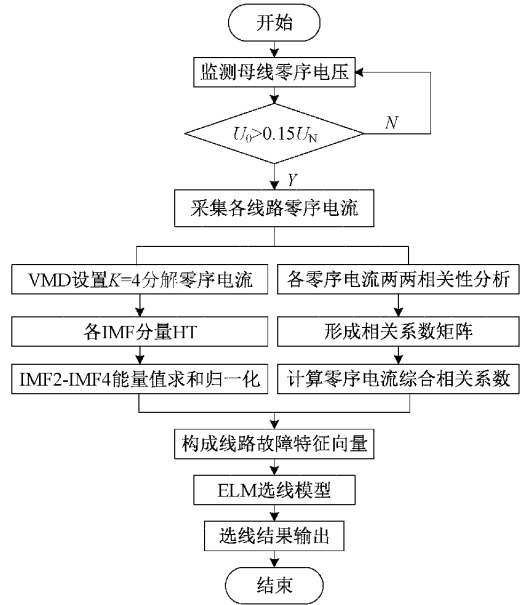 开始
监测母线零序电压
U₀>0.15U_N
N
Y
采集各线路零序电流
VMD设置K=4分解零序电流
各零序电流两两相关性分析
各IMF分量HT
形成相关系数矩阵
IMF2-IMF4能量值求和归一化
计算零序电流综合相关系数
构成线路故障特征向量
ELM选线模型
选线结果输出
结束